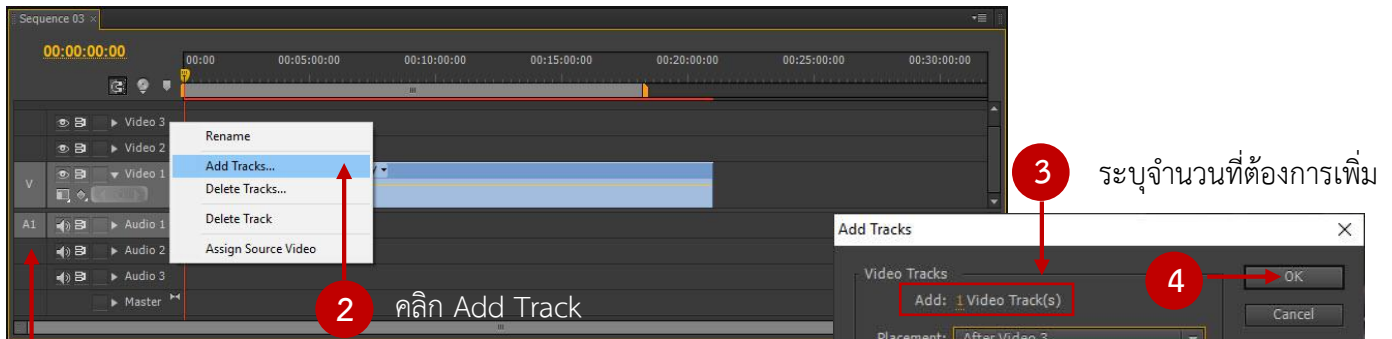 Sequence 03 ×
00:00:00:00
00:00 00:05:00:00 00:10:00:00 00:15:00:00 00:20:00:00 00:25:00:00 00:30:00:00
Video 3
Video 2
V Video 1
A1 Audio 1
Audio 2
Audio 3
Master
Rename
Add Tracks...
Delete Tracks...
Delete Track
Assign Source Video
2 คลิก Add Track
3 ระบุจำนวนที่ต้องการเพิ่ม
Add Tracks
Video Tracks
Add: 1 Video Track(s)
Placement: After Video 3
4
OK
Cancel